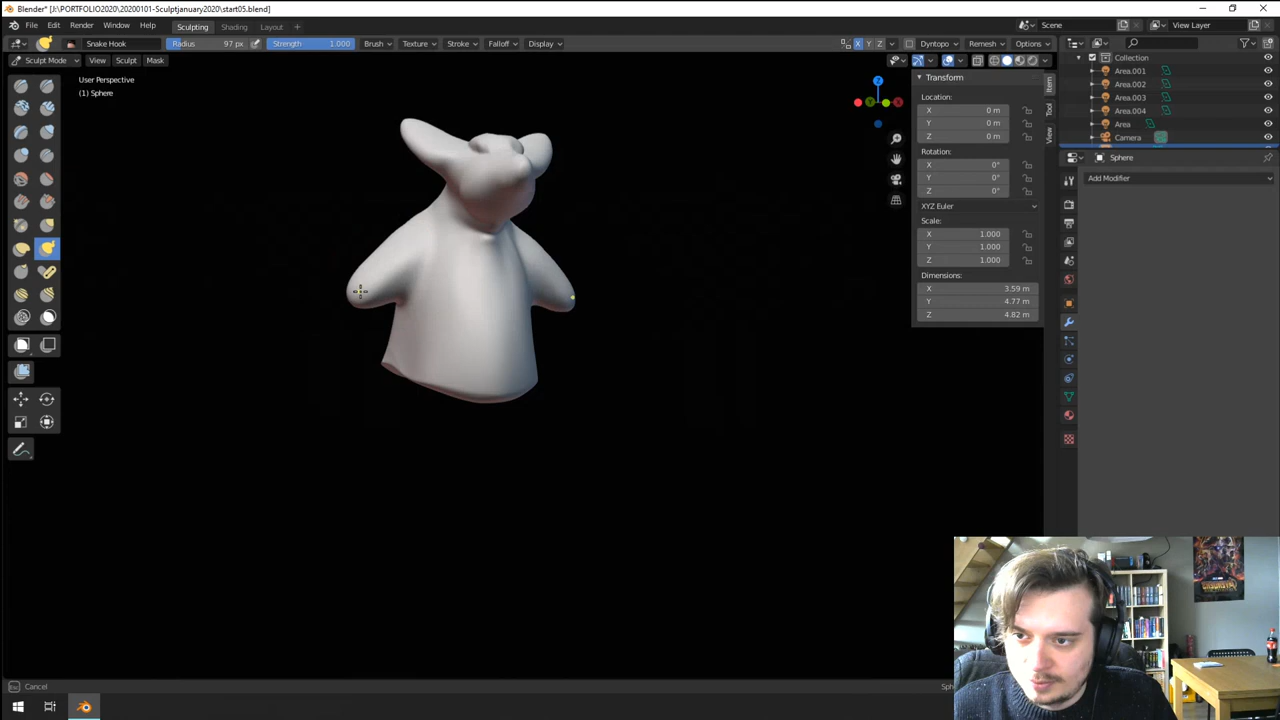 Blender* [J:\PORTFOLIO2020\20200101-Sculptjanuary2020\start05.blend]
File Edit Render Window Help Sculpting Shading Layout + Scene View Layer
Snake Hook Radius 97 px Strength 1.000 Brush Texture Stroke Falloff Display X Y Z Dyntopo Remesh Options
Sculpt Mode View Sculpt Mask
Collection
User Perspective
(1) Sphere
Transform
Location:
X 0 m
Y 0 m
Z 0 m
Rotation:
X 0°
Y 0°
Z 0°
XYZ Euler
Scale:
X 1.000
Y 1.000
Z 1.000
Dimensions:
X 3.59 m
Y 4.77 m
Z 4.82 m
Item
Tool
View
Area.001
Area.002
Area.003
Area.004
Area
Camera
Sphere
Add Modifier
Cancel